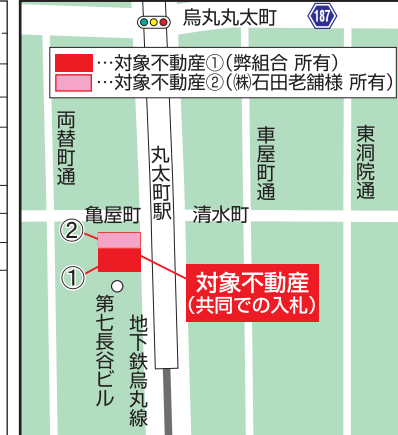 烏丸丸太町
187
…対象不動産①（弊組合 所有）
…対象不動産②（㈱石田老舗様 所有）
両替町通
丸太町駅
車屋町通
東洞院通
亀屋町
清水町
②
①
対象不動産
（共同での入札）
第七長谷ビル
地下鉄烏丸線